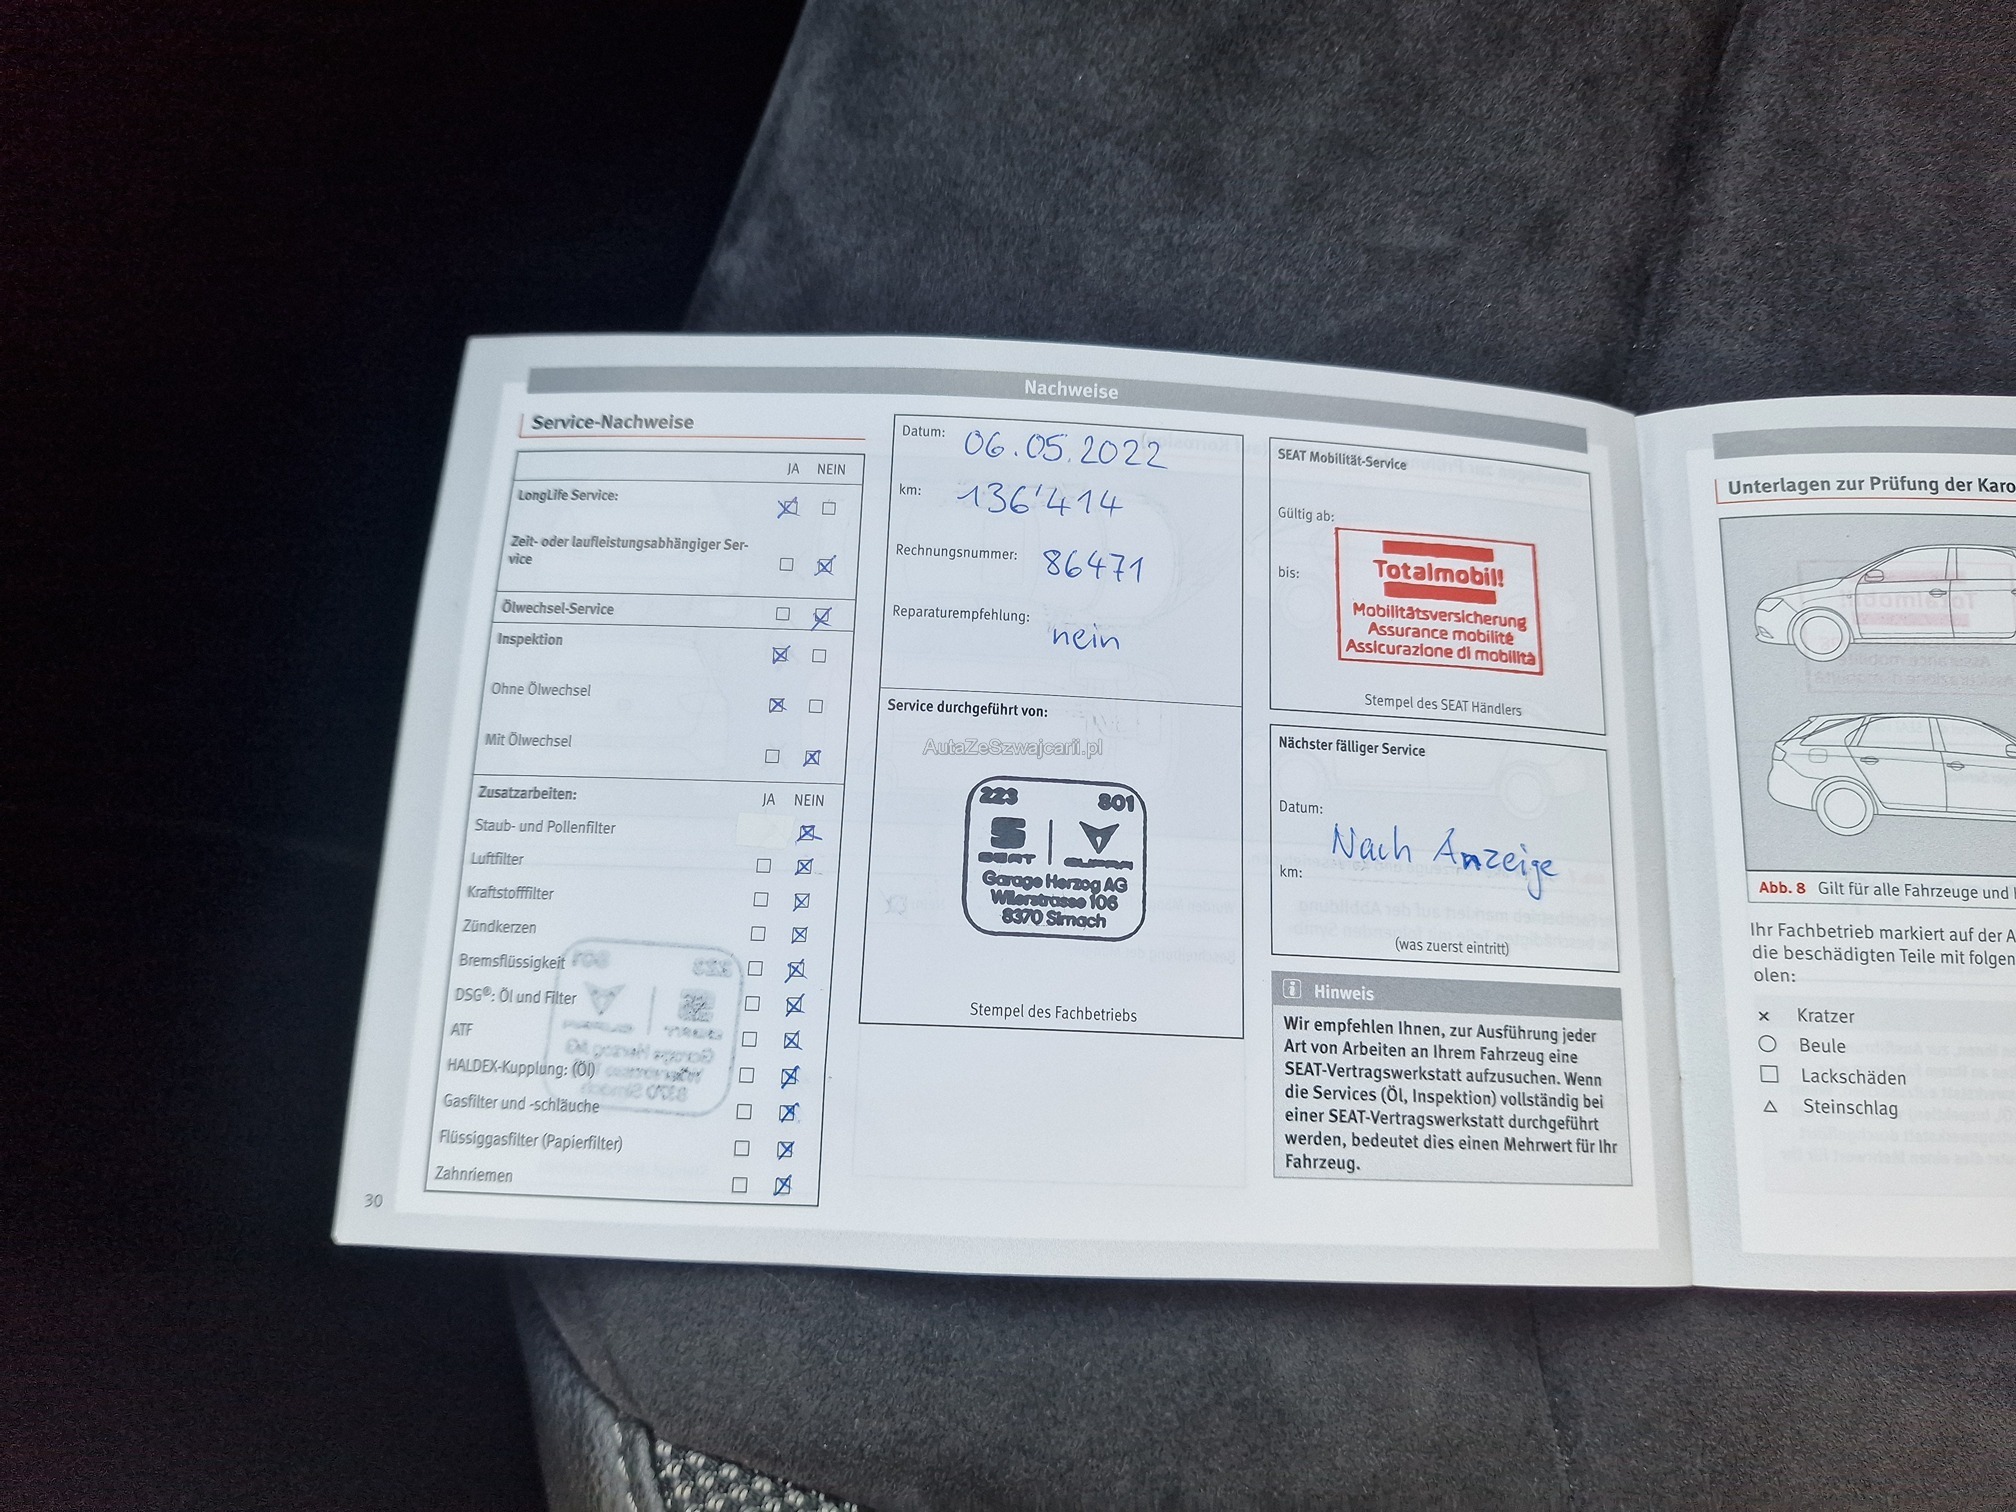 Nachweise
Service-Nachweise
JA NEIN
LongLife Service:
Zeit- oder laufleistungsabhängiger Ser-
vice
Ölwechsel-Service
Inspektion
Ohne Ölwechsel
Mit Ölwechsel
Zusatzarbeiten: JA NEIN
Staub- und Pollenfilter
Luftfilter
Kraftstofffilter
Zündkerzen
Bremsflüssigkeit
DSG®: Öl und Filter
ATF
HALDEX-Kupplung: (Öl)
Gasfilter und -schläuche
Flüssiggasfilter (Papierfilter)
Zahnriemen
30
Datum: 06.05.2022
km: 136'414
Rechnungsnummer: 86471
Reparaturempfehlung:
nein
Service durchgeführt von:
AutaZeSzwajcarii.pl
223 801
SEAT CUPRA
Garage Herzog AG
Wilerstrasse 106
8370 Sirnach
Stempel des Fachbetriebs
SEAT Mobilität-Service
Gültig ab:
bis:
Totalmobil!
Mobilitätsversicherung
Assurance mobilité
Assicurazione di mobilità
Stempel des SEAT Händlers
Nächster fälliger Service
Datum:
Nach Anzeige
km:
(was zuerst eintritt)
i Hinweis
Wir empfehlen Ihnen, zur Ausführung jeder
Art von Arbeiten an Ihrem Fahrzeug eine
SEAT-Vertragswerkstatt aufzusuchen. Wenn
die Services (Öl, Inspektion) vollständig bei
einer SEAT-Vertragswerkstatt durchgeführt
werden, bedeutet dies einen Mehrwert für Ihr
Fahrzeug.
Unterlagen zur Prüfung der Karo
Abb. 8 Gilt für alle Fahrzeuge und
Ihr Fachbetrieb markiert auf der A
die beschädigten Teile mit folgen
olen:
× Kratzer
○ Beule
□ Lackschäden
△ Steinschlag